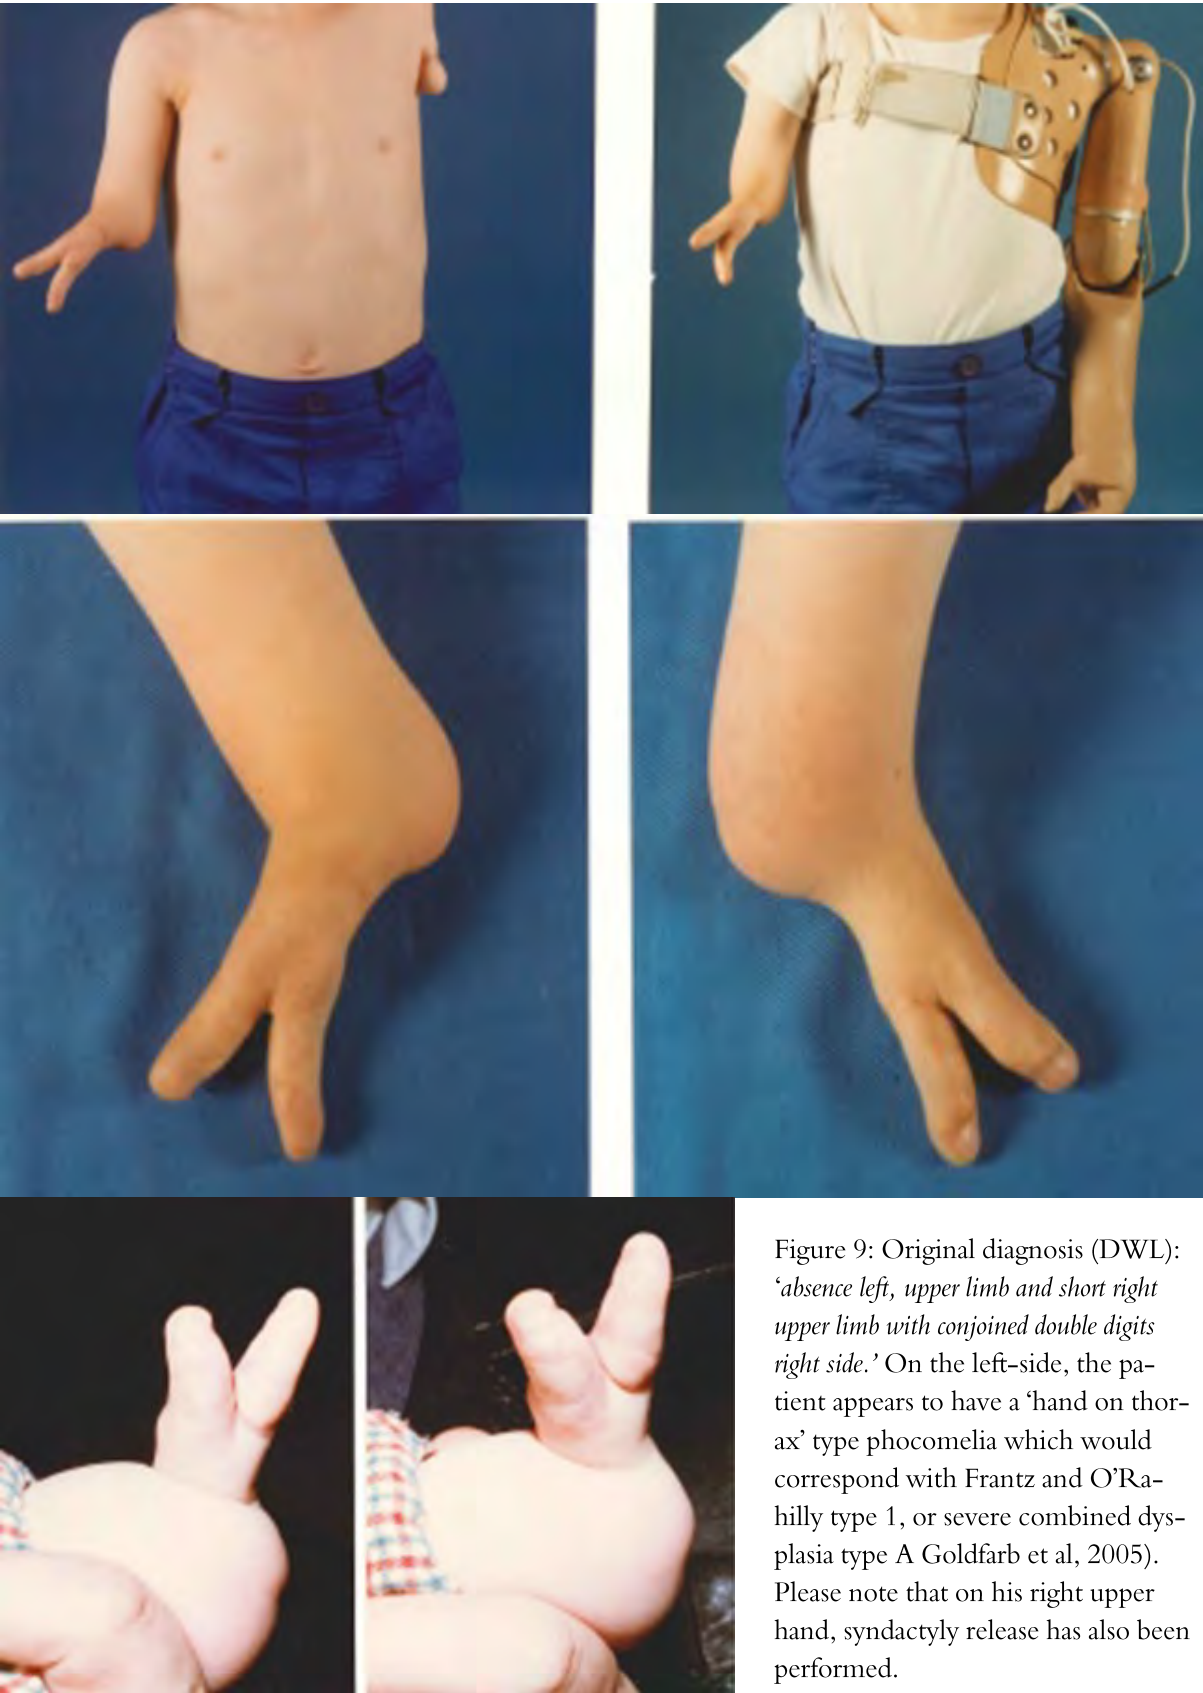 Figure 9: Original diagnosis (DWL):
‘absence left, upper limb and short right
upper limb with conjoined double digits
right side.’ On the left-side, the pa-
tient appears to have a ‘hand on thor-
ax’ type phocomelia which would
correspond with Frantz and O’Ra-
hilly type 1, or severe combined dys-
plasia type A Goldfarb et al, 2005).
Please note that on his right upper
hand, syndactyly release has also been
performed.